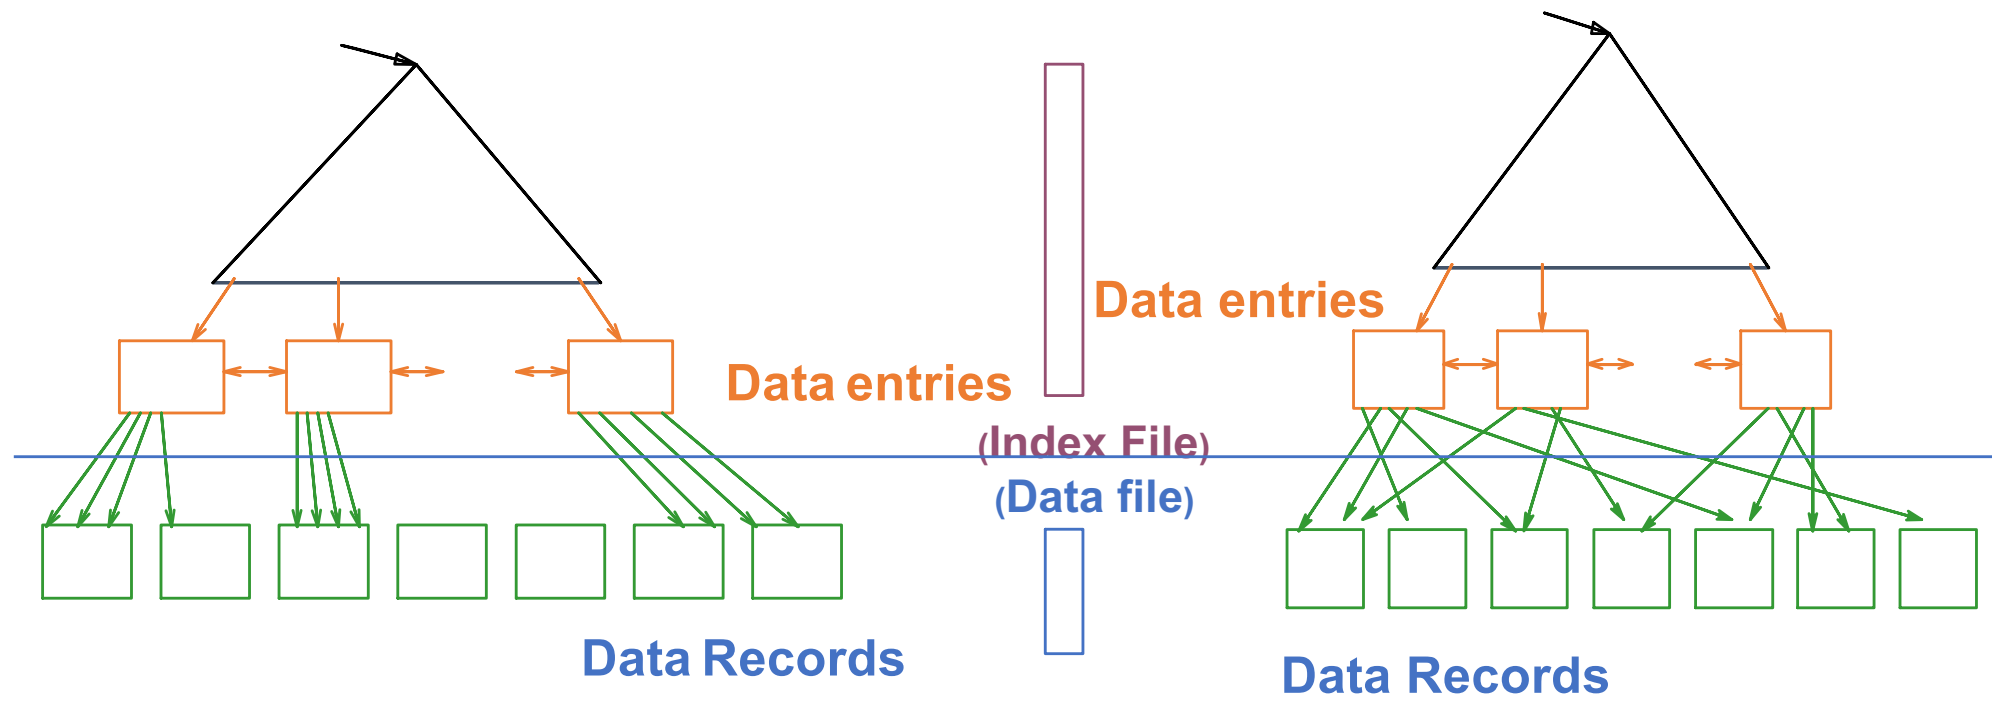 Data entries
Data entries
(Index File)
(Data file)
Data Records
Data Records